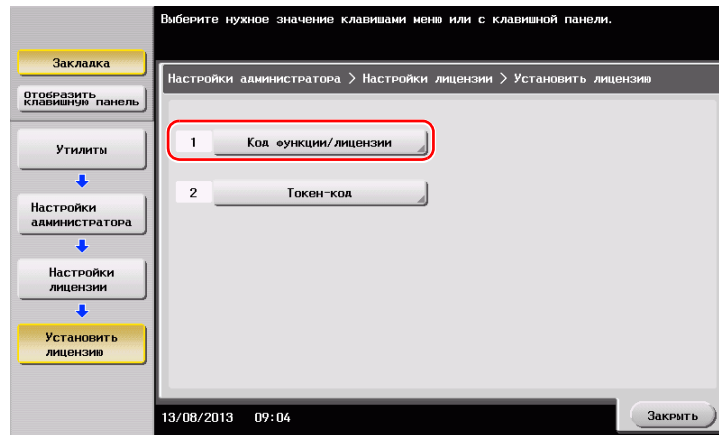 Выберите нужное значение клавишами меню или с клавишной панели.
Закладка
Отобразить
клавишную панель
Утилиты
Настройки
администратора
Настройки
лицензии
Установить
лицензию
Настройки администратора > Настройки лицензии > Установить лицензию
1 Код функции/лицензии
2 Токен-код
13/08/2013 09:04
Закрыть